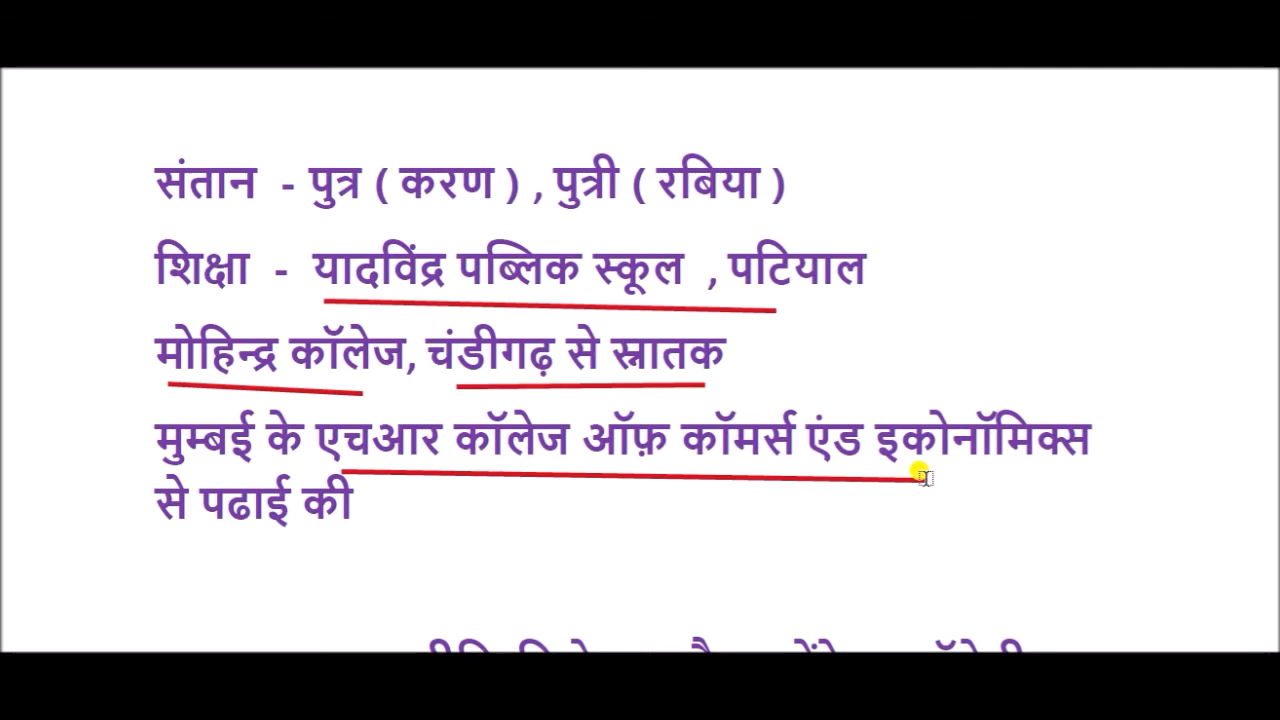 संतान - पुत्र ( करण ) , पुत्री ( रबिया )
शिक्षा - यादविंद्र पब्लिक स्कूल , पटियाल
मोहिन्द्र कॉलेज, चंडीगढ़ से स्नातक
मुम्बई के एचआर कॉलेज ऑफ़ कॉमर्स एंड इकोनॉमिक्स
से पढाई की